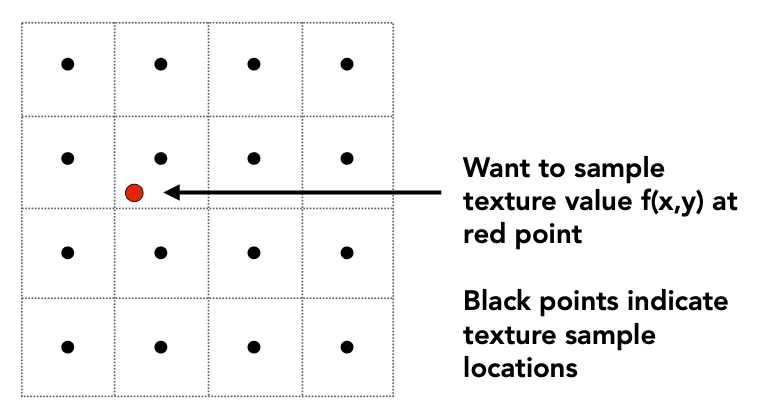 Want to sample
texture value f(x,y) at
red point
Black points indicate
texture sample
locations